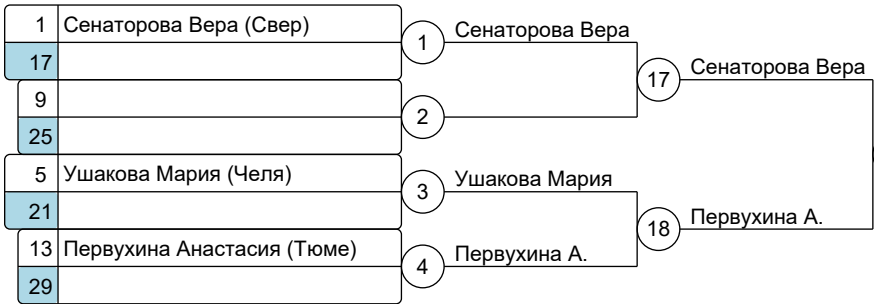 1 Сенаторова Вера (Свер)
17
9
25
5 Ушакова Мария (Челя)
21
13 Первухина Анастасия (Тюме)
29
1 Сенаторова Вера
2
3 Ушакова Мария
4 Первухина А.
17 Сенаторова Вера
18 Первухина А.